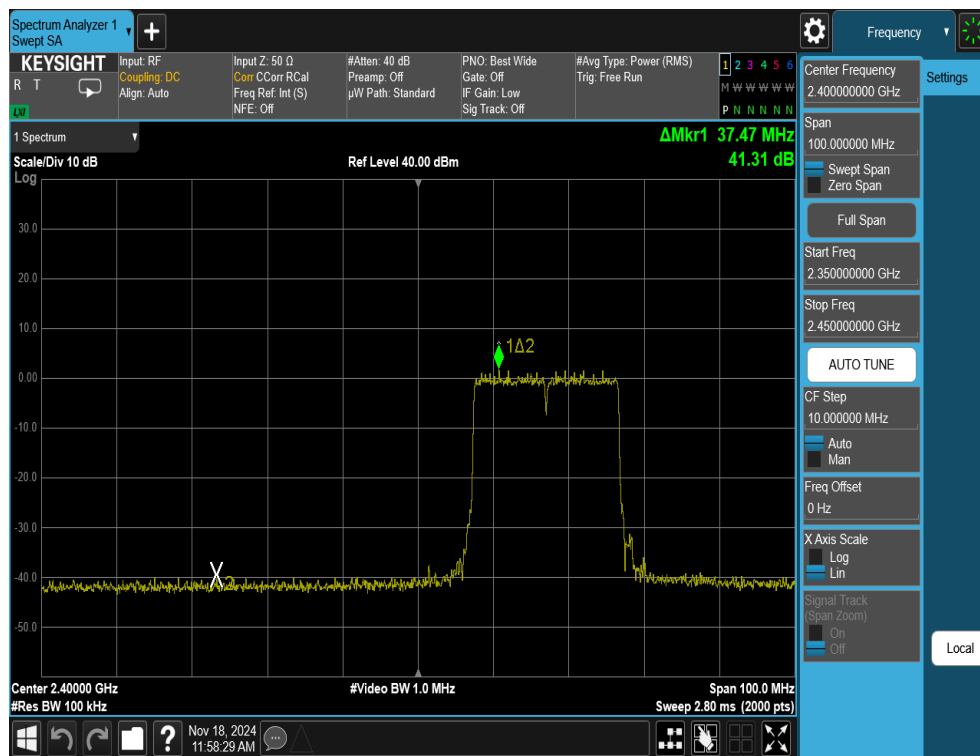 Spectrum Analyzer 1
Swept SA
+
Frequency
KEYSIGHT
R T
LXI
Input: RF
Coupling: DC
Align: Auto
Input Z: 50 Ω
Corr CCorr RCal
Freq Ref: Int (S)
NFE: Off
#Atten: 40 dB
Preamp: Off
µW Path: Standard
PNO: Best Wide
Gate: Off
IF Gain: Low
Sig Track: Off
#Avg Type: Power (RMS)
Trig: Free Run
1 2 3 4 5 6
M W W W W W
P N N N N N
1 Spectrum
Scale/Div 10 dB
Log
Ref Level 40.00 dBm
ΔMkr1 37.47 MHz
41.31 dB
30.0
20.0
10.0
0.00
-10.0
-20.0
-30.0
-40.0
-50.0
1Δ2
X2
Center 2.40000 GHz
#Res BW 100 kHz
#Video BW 1.0 MHz
Span 100.0 MHz
Sweep 2.80 ms (2000 pts)
Center Frequency
2.400000000 GHz
Span
100.000000 MHz
Swept Span
Zero Span
Full Span
Start Freq
2.350000000 GHz
Stop Freq
2.450000000 GHz
AUTO TUNE
CF Step
10.000000 MHz
Auto
Man
Freq Offset
0 Hz
X Axis Scale
Log
Lin
Signal Track
(Span Zoom)
On
Off
Settings
Local
?
Nov 18, 2024
11:58:29 AM